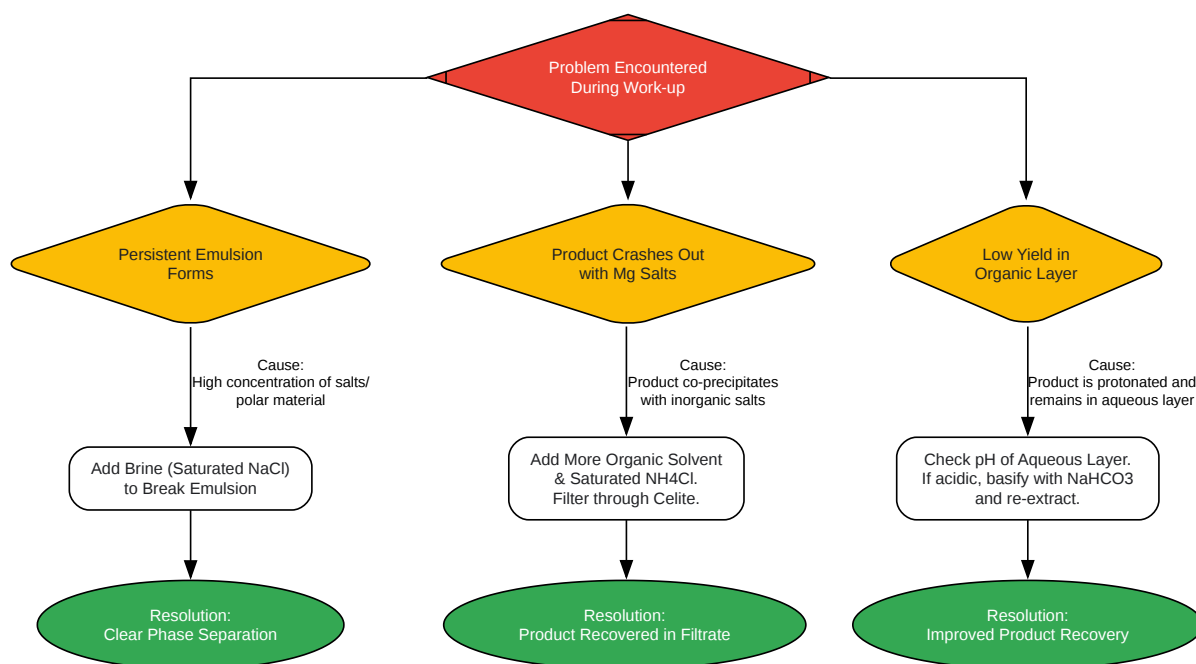 Problem Encountered
During Work-up
Persistent Emulsion
Forms
Product Crashes Out
with Mg Salts
Low Yield in
Organic Layer
Cause:
High concentration of salts/
polar material
Cause:
Product co-precipitates
with inorganic salts
Cause:
Product is protonated and
remains in aqueous layer
Add Brine (Saturated NaCl)
to Break Emulsion
Add More Organic Solvent
& Saturated NH4Cl.
Filter through Celite.
Check pH of Aqueous Layer.
If acidic, basify with NaHCO3
and re-extract.
Resolution:
Clear Phase Separation
Resolution:
Product Recovered in Filtrate
Resolution:
Improved Product Recovery